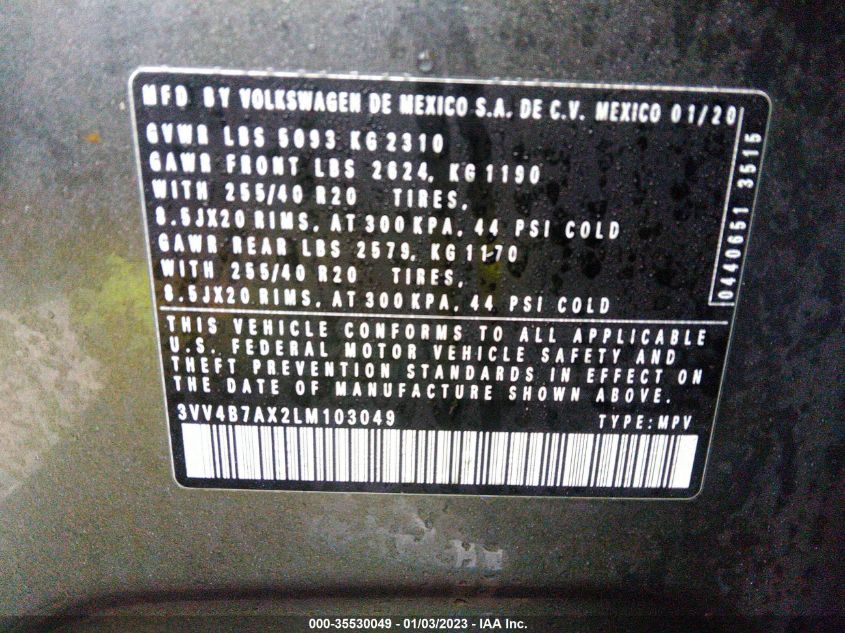 MFD BY VOLKSWAGEN DE MEXICO S.A. DE C.V. MEXICO 01/20
GVWR LBS 5093 KG 2310
GAWR FRONT LBS 2624, KG 1190
WITH 255/40 R20 TIRES,
8.5JX20 RIMS, AT 300 KPA, 44 PSI COLD
GAWR REAR LBS 2579, KG 1170
WITH 255/40 R20 TIRES,
8.5JX20 RIMS, AT 300 KPA, 44 PSI COLD
0440651 3515
THIS VEHICLE CONFORMS TO ALL APPLICABLE
U.S. FEDERAL MOTOR VEHICLE SAFETY AND
THEFT PREVENTION STANDARDS IN EFFECT ON
THE DATE OF MANUFACTURE SHOWN ABOVE.
3VV4B7AX2LM103049 TYPE: MPV
000-35530049 - 01/03/2023 - IAA Inc.